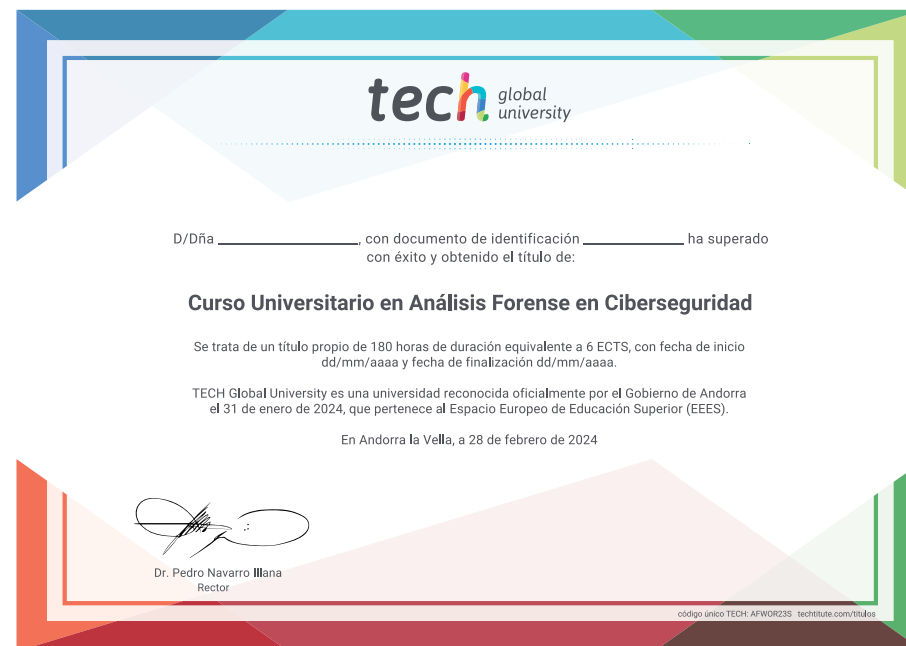 tech global university
D/Dña ______________, con documento de identificación __________ ha superado
con éxito y obtenido el título de:
Curso Universitario en Análisis Forense en Ciberseguridad
Se trata de un título propio de 180 horas de duración equivalente a 6 ECTS, con fecha de inicio
dd/mm/aaaa y fecha de finalización dd/mm/aaaa.
TECH Global University es una universidad reconocida oficialmente por el Gobierno de Andorra
el 31 de enero de 2024, que pertenece al Espacio Europeo de Educación Superior (EEES).
En Andorra la Vella, a 28 de febrero de 2024
Dr. Pedro Navarro Illana
Rector
código único TECH: AFWOR23S techtitute.com/titulos